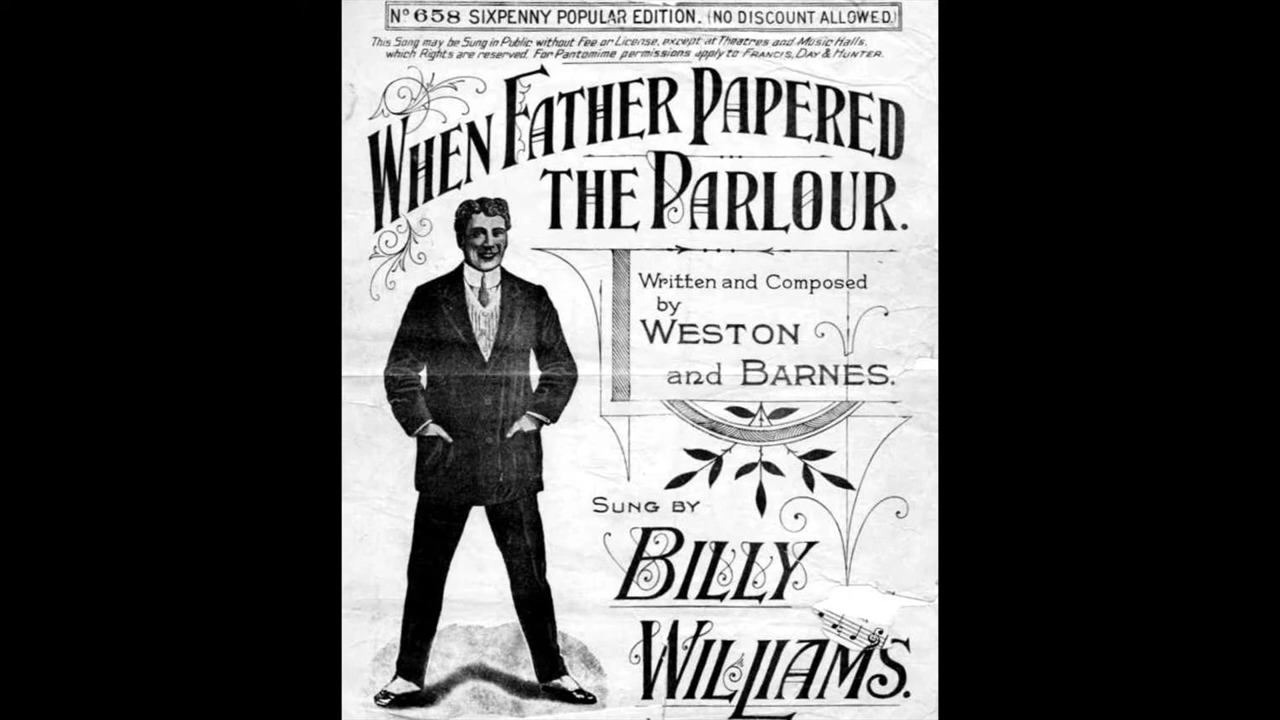 Nº 658 SIXPENNY POPULAR EDITION. (NO DISCOUNT ALLOWED.)
This Song may be Sung in Public without Fee or License, except at Theatres and Music Halls,
which Rights are reserved. For Pantomime permissions apply to FRANCIS, DAY & HUNTER.
WHEN FATHER PAPERED
THE PARLOUR.
Written and Composed
by
WESTON
and BARNES.
SUNG BY
BILLY
WILLIAMS.